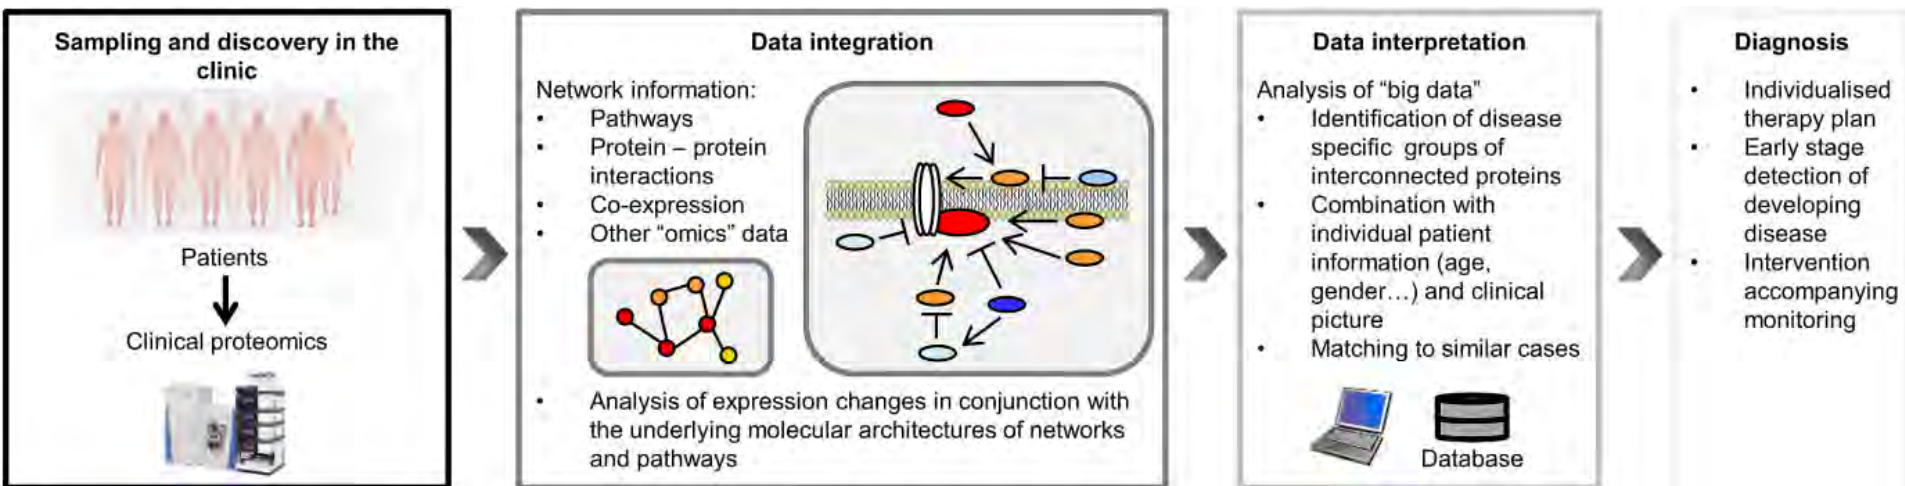 Sampling and discovery in the
clinic
Patients
Clinical proteomics
Data integration
Network information:
• Pathways
• Protein – protein
interactions
• Co-expression
• Other “omics” data
• Analysis of expression changes in conjunction with
the underlying molecular architectures of networks
and pathways
Data interpretation
Analysis of “big data”
• Identification of disease
specific groups of
interconnected proteins
• Combination with
individual patient
information (age,
gender…) and clinical
picture
• Matching to similar cases
Database
Diagnosis
• Individualised
therapy plan
• Early stage
detection of
developing
disease
• Intervention
accompanying
monitoring